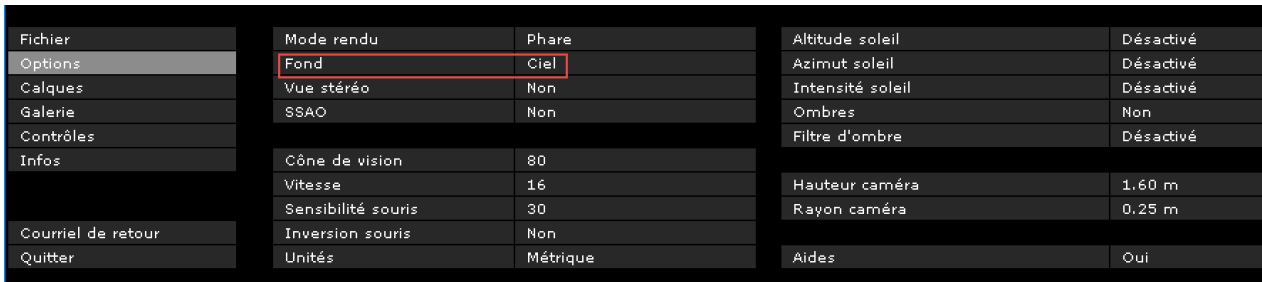 Fichier
Options
Calques
Galerie
Contrôles
Infos
Courriel de retour
Quitter
Mode rendu Phare
Fond Ciel
Vue stéréo Non
SSAO Non
Cône de vision 80
Vitesse 16
Sensibilité souris 30
Inversion souris Non
Unités Métrique
Altitude soleil Désactivé
Azimut soleil Désactivé
Intensité soleil Désactivé
Ombres Non
Filtre d'ombre Désactivé
Hauteur caméra 1.60 m
Rayon caméra 0.25 m
Aides Oui